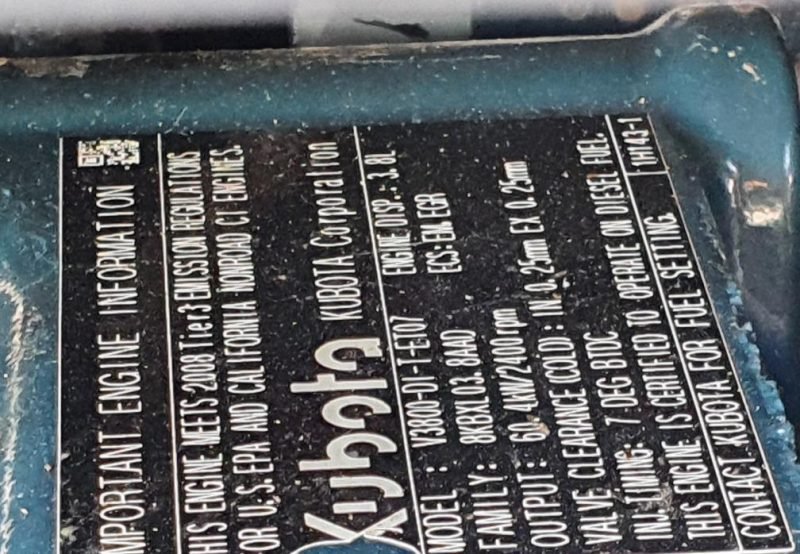 IMPORTANT ENGINE INFORMATION
THIS ENGINE MEETS 2008 Tier3 EMISSION REGULATIONS
FOR U.S.EPA AND CALIFORNIA NONROAD CI ENGINES.
Kubota KUBOTA Corporation
MODEL : V3800-DI-T-ET07 ENGINE DISP.: 3.8L
FAMILY : 8KBXL03.8AAD ECS: EM, EGR
OUTPUT : 60.4KW/2400rpm
VALVE CLEARANCE(COLD): IN 0.25mm EX 0.25mm
INJ.TIMING: 7 DEG BTDC
THIS ENGINE IS CERTIFIED TO OPERATE ON DIESEL FUEL.
CONTACT KUBOTA FOR FUEL SETTING. 1H143-1